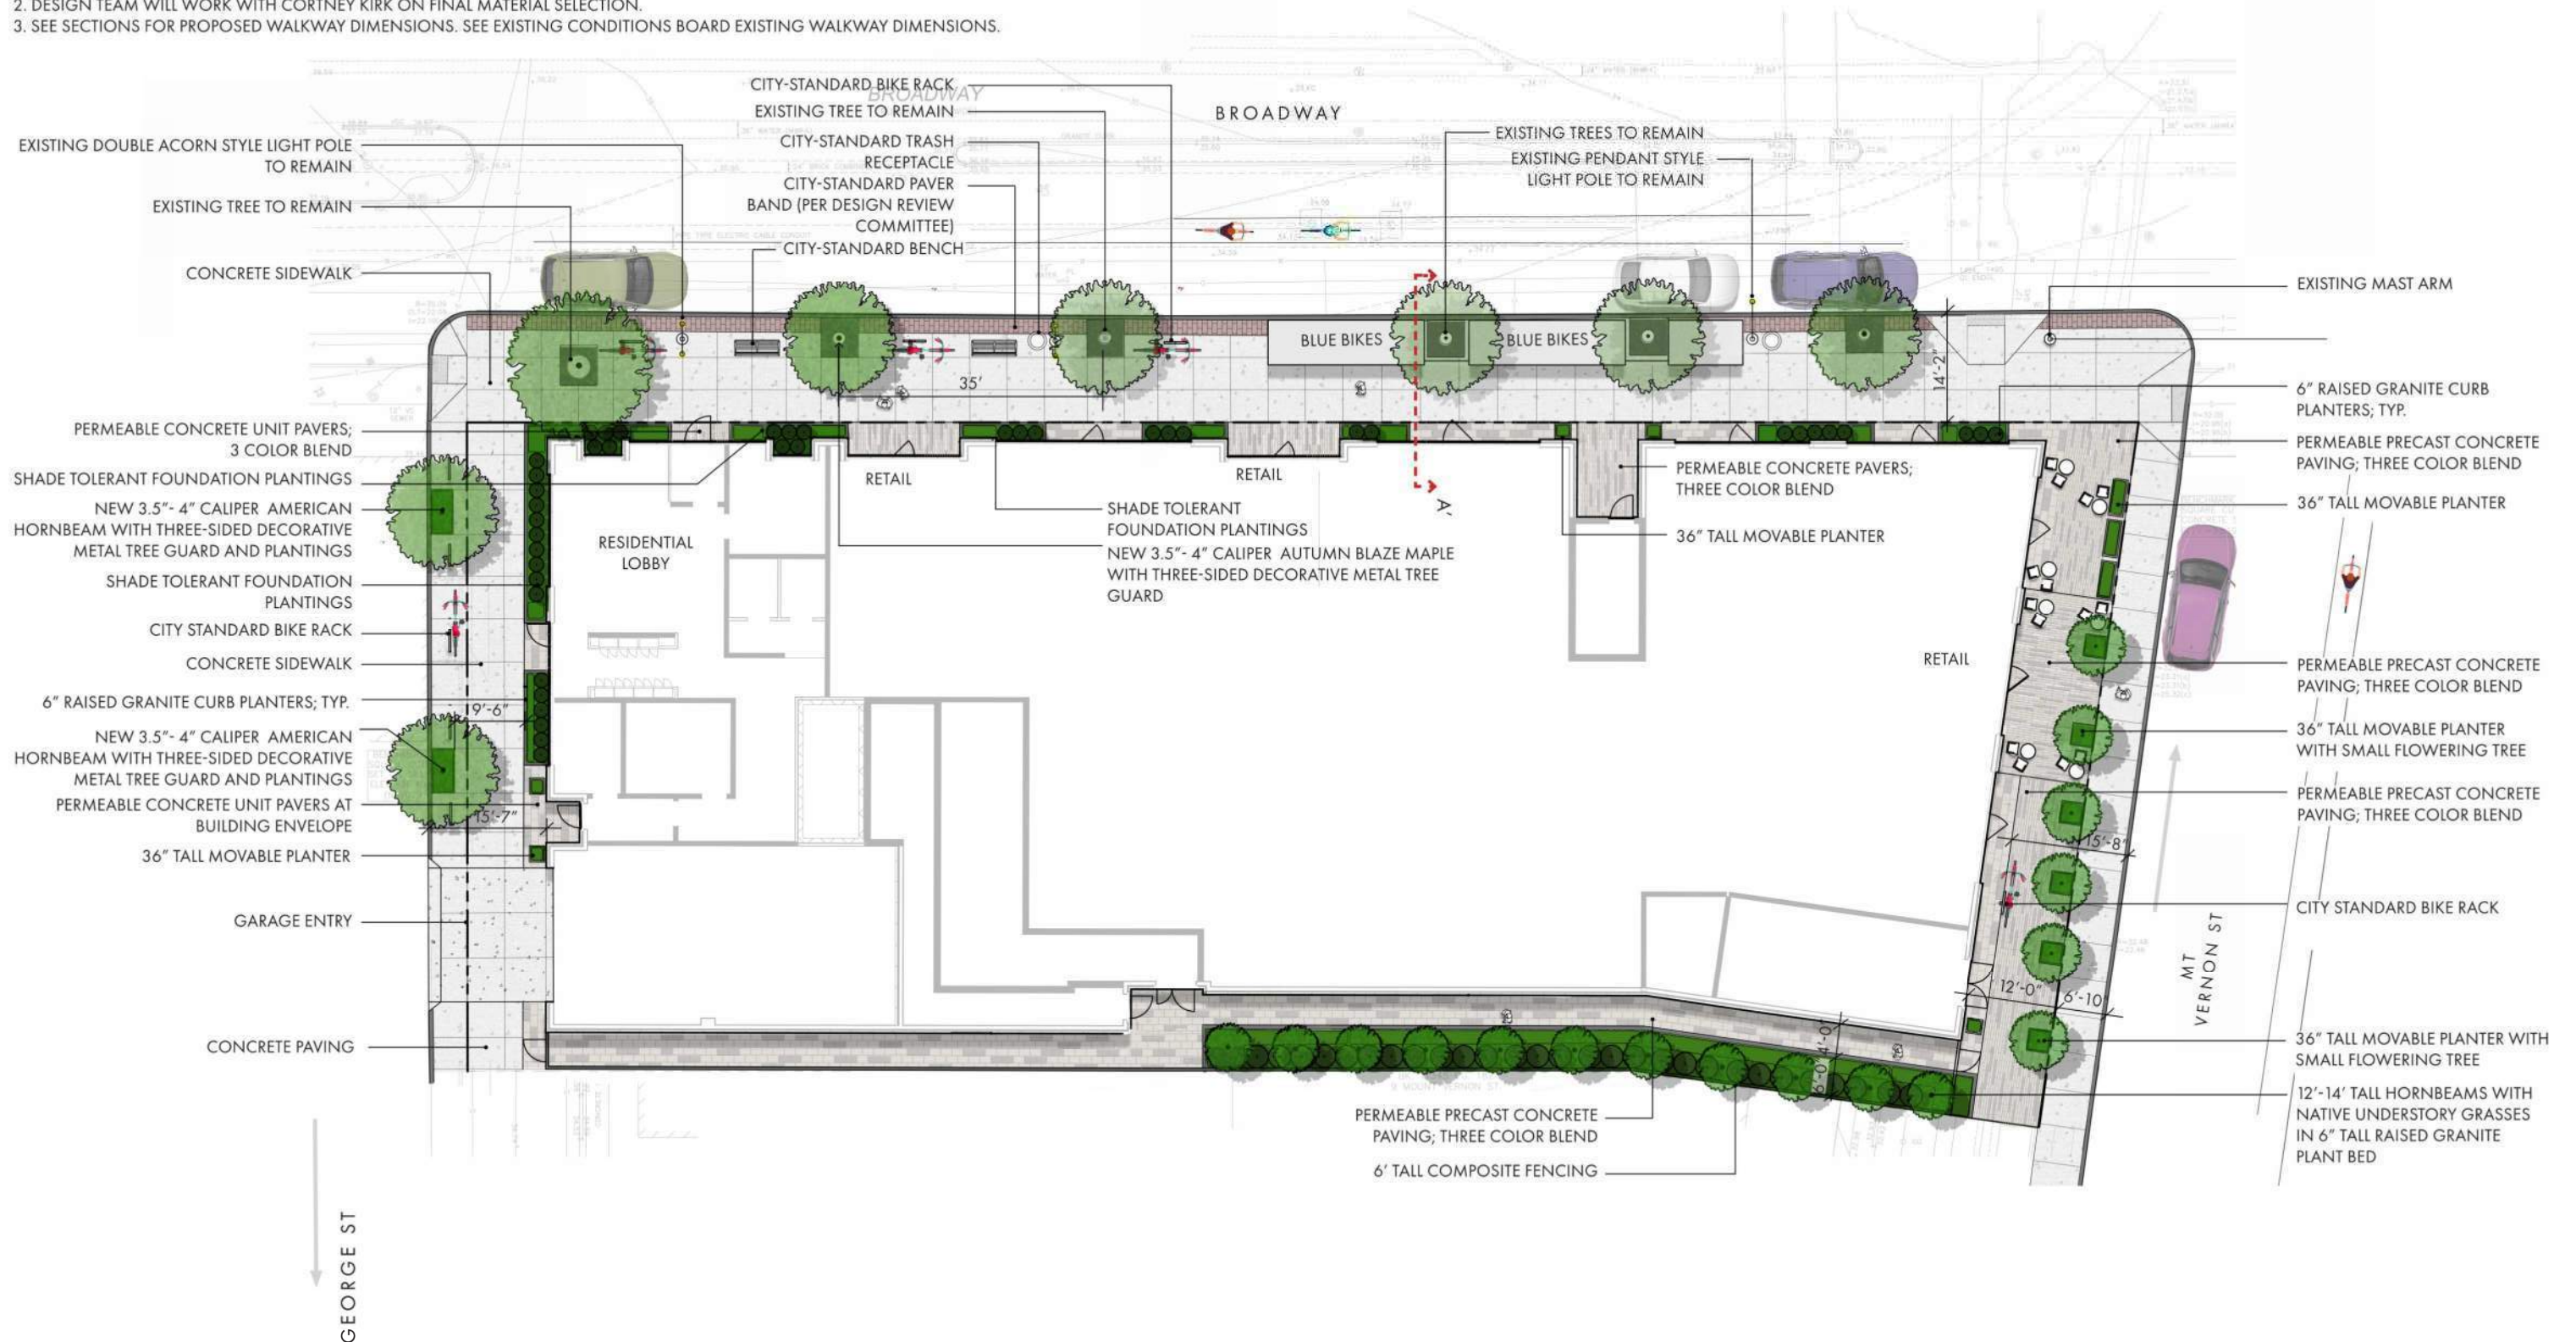 2. DESIGN TEAM WILL WORK WITH CORTNEY KIRK ON FINAL MATERIAL SELECTION.
3. SEE SECTIONS FOR PROPOSED WALKWAY DIMENSIONS. SEE EXISTING CONDITIONS BOARD EXISTING WALKWAY DIMENSIONS.
CITY-STANDARD BIKE RACK
BROADWAY
EXISTING TREE TO REMAIN
BROADWAY
CITY-STANDARD TRASH
RECEPTACLE
CITY-STANDARD PAVER
BAND (PER DESIGN REVIEW
COMMITTEE)
CITY-STANDARD BENCH
EXISTING TREES TO REMAIN
EXISTING PENDANT STYLE
LIGHT POLE TO REMAIN
EXISTING DOUBLE ACORN STYLE LIGHT POLE
TO REMAIN
EXISTING TREE TO REMAIN
CONCRETE SIDEWALK
EXISTING MAST ARM
BLUE BIKES
BLUE BIKES
35'
14'-2"
6" RAISED GRANITE CURB
PLANTERS; TYP.
PERMEABLE PRECAST CONCRETE
PAVING; THREE COLOR BLEND
36" TALL MOVABLE PLANTER
PERMEABLE CONCRETE UNIT PAVERS;
3 COLOR BLEND
SHADE TOLERANT FOUNDATION PLANTINGS
NEW 3.5"- 4" CALIPER AMERICAN
HORNBEAM WITH THREE-SIDED DECORATIVE
METAL TREE GUARD AND PLANTINGS
SHADE TOLERANT FOUNDATION
PLANTINGS
CITY STANDARD BIKE RACK
CONCRETE SIDEWALK
6" RAISED GRANITE CURB PLANTERS; TYP.
9'-6"
NEW 3.5"- 4" CALIPER AMERICAN
HORNBEAM WITH THREE-SIDED DECORATIVE
METAL TREE GUARD AND PLANTINGS
PERMEABLE CONCRETE UNIT PAVERS AT
BUILDING ENVELOPE
15'-7"
36" TALL MOVABLE PLANTER
GARAGE ENTRY
CONCRETE PAVING
RETAIL
RETAIL
RESIDENTIAL
LOBBY
SHADE TOLERANT
FOUNDATION PLANTINGS
NEW 3.5"- 4" CALIPER AUTUMN BLAZE MAPLE
WITH THREE-SIDED DECORATIVE METAL TREE
GUARD
A'
PERMEABLE CONCRETE PAVERS;
THREE COLOR BLEND
36" TALL MOVABLE PLANTER
RETAIL
PERMEABLE PRECAST CONCRETE
PAVING; THREE COLOR BLEND
36" TALL MOVABLE PLANTER
WITH SMALL FLOWERING TREE
PERMEABLE PRECAST CONCRETE
PAVING; THREE COLOR BLEND
15'-8"
CITY STANDARD BIKE RACK
MT
VERNON ST
12'-0"
6'-10"
4'-0"
6'-0"
36" TALL MOVABLE PLANTER WITH
SMALL FLOWERING TREE
12'-14' TALL HORNBEAMS WITH
NATIVE UNDERSTORY GRASSES
IN 6" TALL RAISED GRANITE
PLANT BED
9 MOUNT VERNON ST
PERMEABLE PRECAST CONCRETE
PAVING; THREE COLOR BLEND
6' TALL COMPOSITE FENCING
GEORGE ST